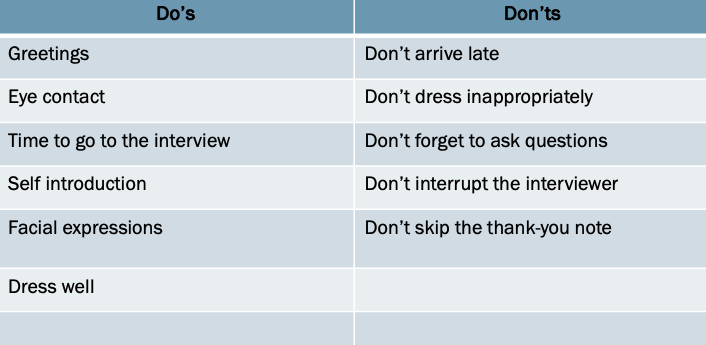 Do’s
Don’ts
Greetings
Don’t arrive late
Eye contact
Don’t dress inappropriately
Time to go to the interview
Don’t forget to ask questions
Self introduction
Don’t interrupt the interviewer
Facial expressions
Don’t skip the thank-you note
Dress well